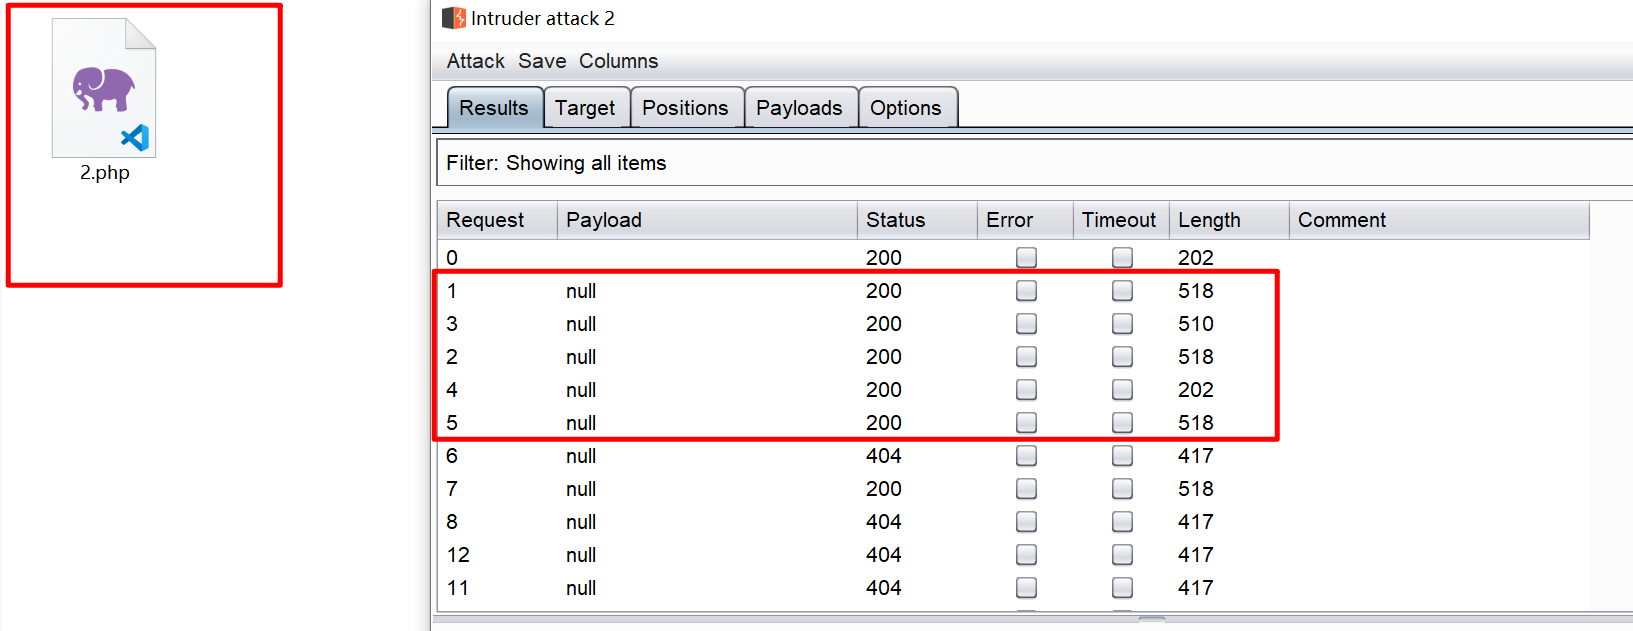 2.php
Intruder attack 2
Attack Save Columns
Results Target Positions Payloads Options
Filter: Showing all items
Request Payload Status Error Timeout Length Comment
0 200 202
1 null 200 518
3 null 200 510
2 null 200 518
4 null 200 202
5 null 200 518
6 null 404 417
7 null 200 518
8 null 404 417
12 null 404 417
11 null 404 417